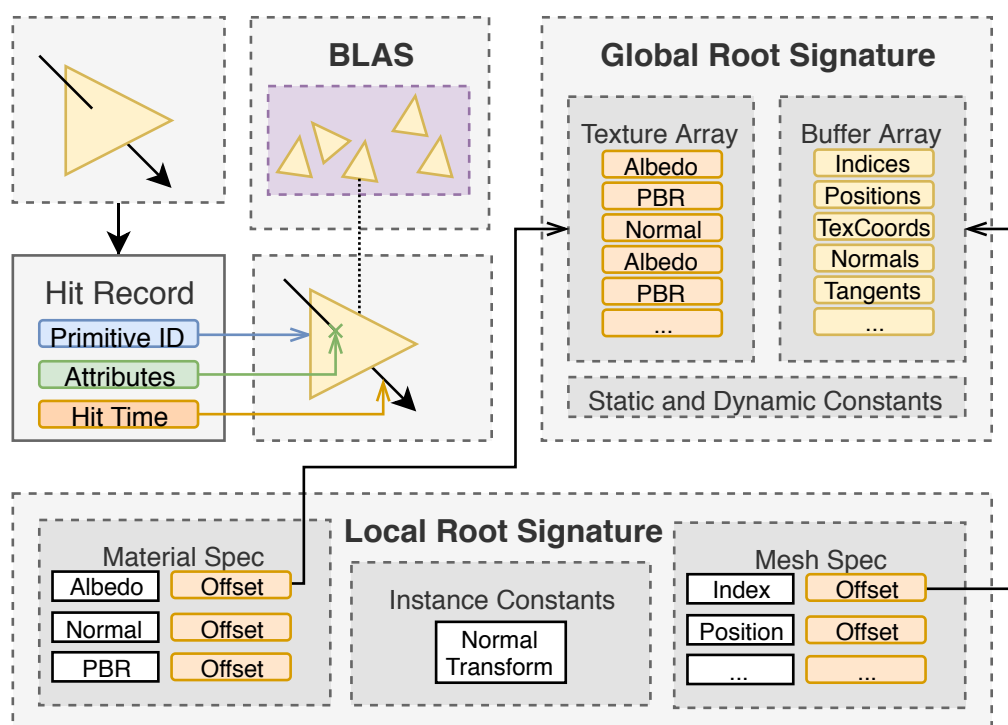 BLAS
Global Root Signature
Texture Array
Albedo
PBR
Normal
Albedo
PBR
...
Buffer Array
Indices
Positions
TexCoords
Normals
Tangents
...
Static and Dynamic Constants
Hit Record
Primitive ID
Attributes
Hit Time
Local Root Signature
Material Spec
Albedo Offset
Normal Offset
PBR Offset
Instance Constants
Normal
Transform
Mesh Spec
Index Offset
Position Offset
... ...